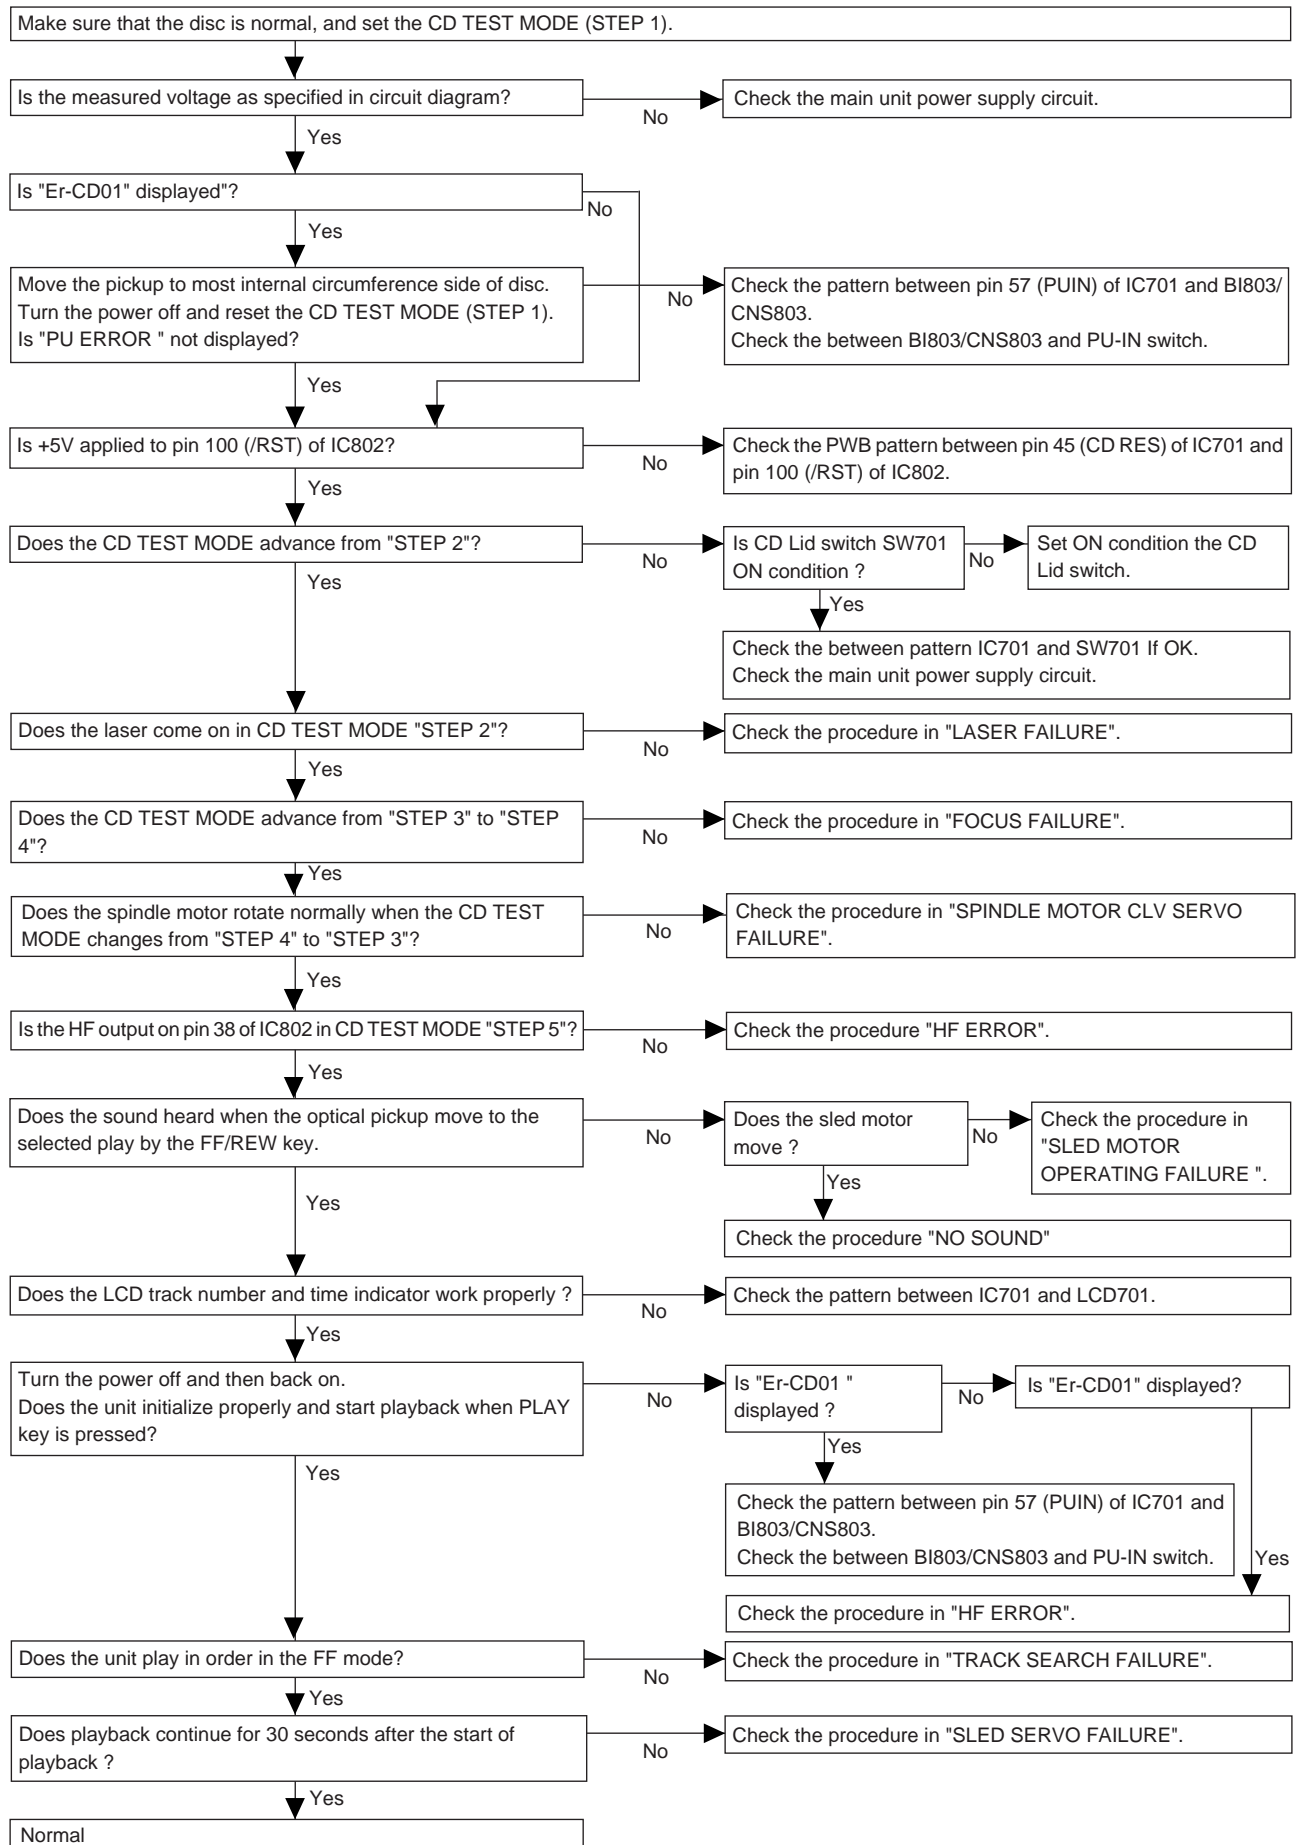 Make sure that the disc is normal, and set the CD TEST MODE (STEP 1).
Is the measured voltage as specified in circuit diagram?
No
Check the main unit power supply circuit.
Yes
Is "Er-CD01" displayed"?
No
Yes
Move the pickup to most internal circumference side of disc.
Turn the power off and reset the CD TEST MODE (STEP 1).
Is "PU ERROR " not displayed?
No
Check the pattern between pin 57 (PUIN) of IC701 and BI803/
CNS803.
Check the between BI803/CNS803 and PU-IN switch.
Yes
Is +5V applied to pin 100 (/RST) of IC802?
No
Check the PWB pattern between pin 45 (CD RES) of IC701 and
pin 100 (/RST) of IC802.
Yes
Does the CD TEST MODE advance from "STEP 2"?
No
Is CD Lid switch SW701
ON condition ?
No
Set ON condition the CD
Lid switch.
Yes
Yes
Check the between pattern IC701 and SW701 If OK.
Check the main unit power supply circuit.
Does the laser come on in CD TEST MODE "STEP 2"?
No
Check the procedure in "LASER FAILURE".
Yes
Does the CD TEST MODE advance from "STEP 3" to "STEP
4"?
No
Check the procedure in "FOCUS FAILURE".
Yes
Does the spindle motor rotate normally when the CD TEST
MODE changes from "STEP 4" to "STEP 3"?
No
Check the procedure in "SPINDLE MOTOR CLV SERVO
FAILURE".
Yes
Is the HF output on pin 38 of IC802 in CD TEST MODE "STEP 5"?
No
Check the procedure "HF ERROR".
Yes
Does the sound heard when the optical pickup move to the
selected play by the FF/REW key.
No
Does the sled motor
move ?
No
Check the procedure in
"SLED MOTOR
OPERATING FAILURE ".
Yes
Yes
Check the procedure "NO SOUND"
Does the LCD track number and time indicator work properly ?
No
Check the pattern between IC701 and LCD701.
Yes
Turn the power off and then back on.
Does the unit initialize properly and start playback when PLAY
key is pressed?
No
Is "Er-CD01 "
displayed ?
No
Is "Er-CD01" displayed?
Yes
Yes
Check the pattern between pin 57 (PUIN) of IC701 and
BI803/CNS803.
Check the between BI803/CNS803 and PU-IN switch.
Yes
Check the procedure in "HF ERROR".
Does the unit play in order in the FF mode?
No
Check the procedure in "TRACK SEARCH FAILURE".
Yes
Does playback continue for 30 seconds after the start of
playback ?
No
Check the procedure in "SLED SERVO FAILURE".
Yes
Normal